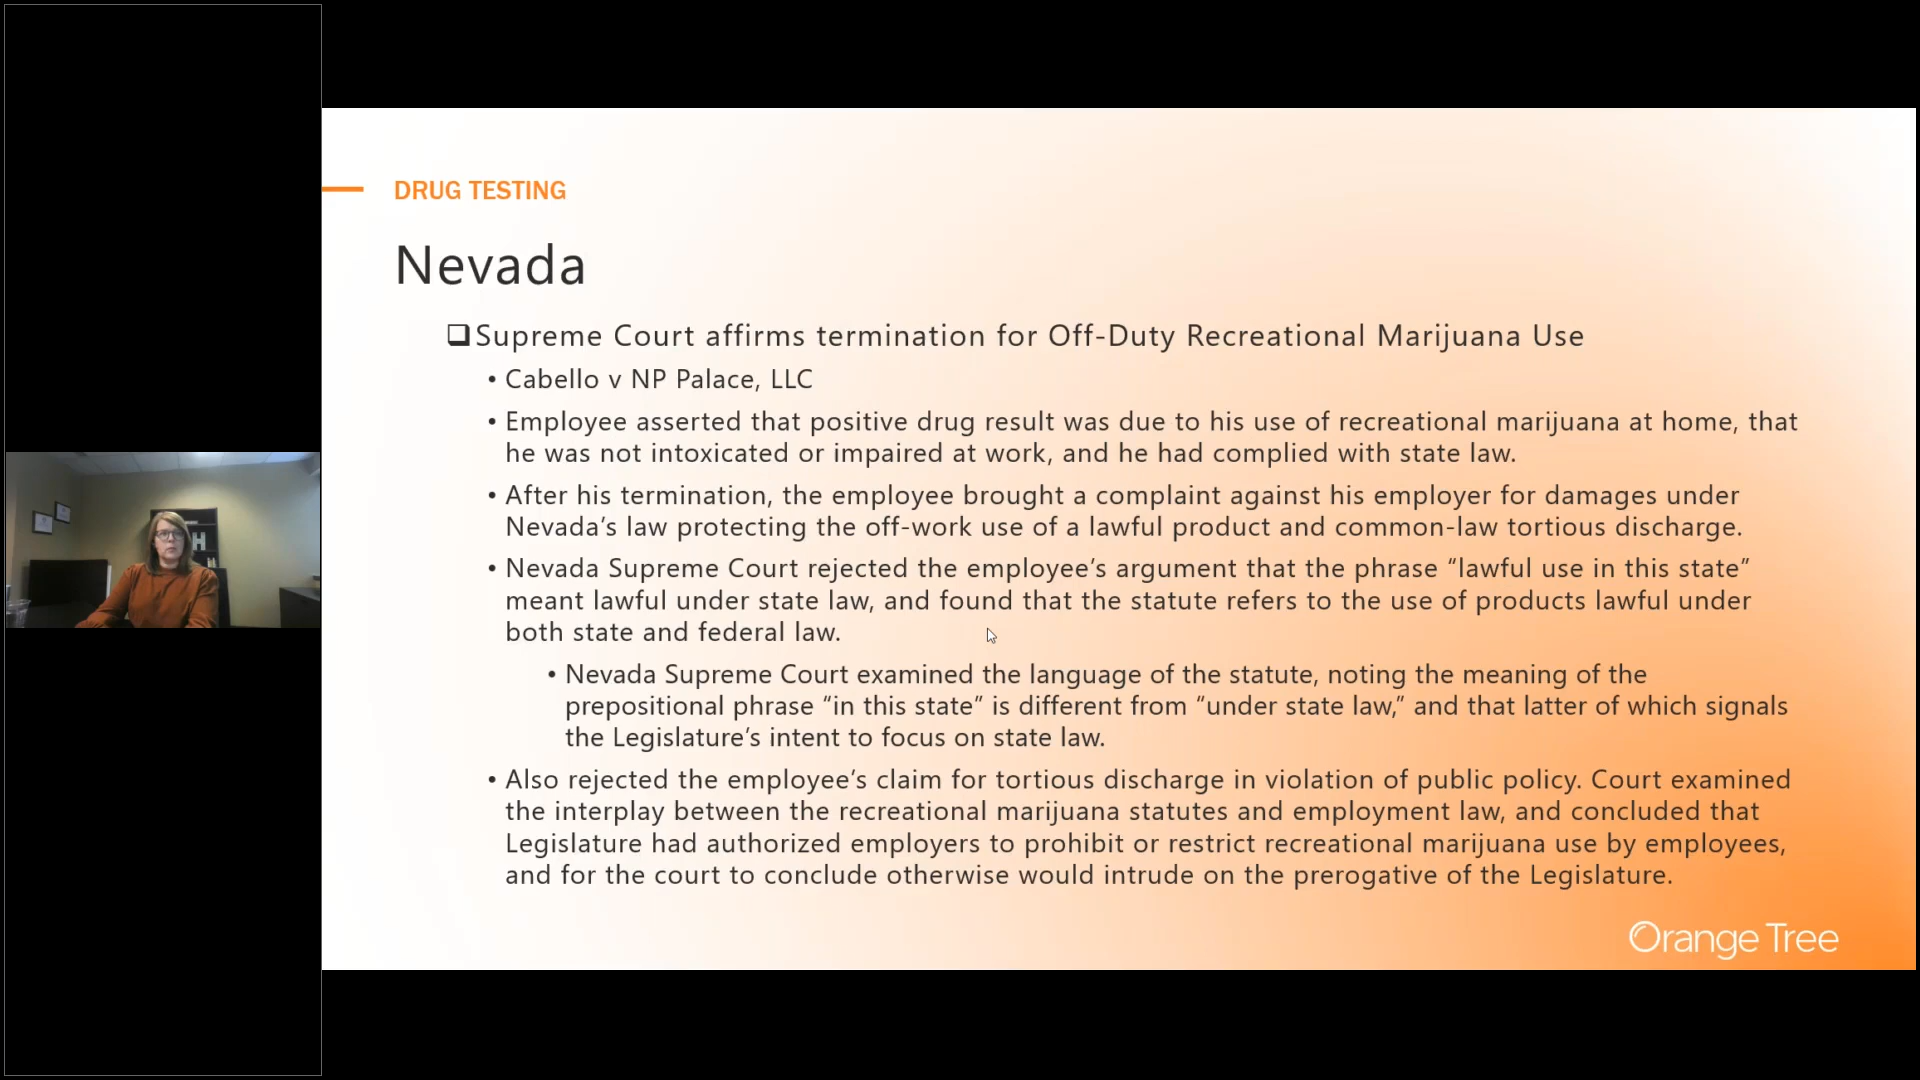 DRUG TESTING
Nevada
Supreme Court affirms termination for Off-Duty Recreational Marijuana Use
• Cabello v NP Palace, LLC
• Employee asserted that positive drug result was due to his use of recreational marijuana at home, that
he was not intoxicated or impaired at work, and he had complied with state law.
• After his termination, the employee brought a complaint against his employer for damages under
Nevada’s law protecting the off-work use of a lawful product and common-law tortious discharge.
• Nevada Supreme Court rejected the employee’s argument that the phrase “lawful use in this state”
meant lawful under state law, and found that the statute refers to the use of products lawful under
both state and federal law.
• Nevada Supreme Court examined the language of the statute, noting the meaning of the
prepositional phrase “in this state” is different from “under state law,” and that latter of which signals
the Legislature’s intent to focus on state law.
• Also rejected the employee’s claim for tortious discharge in violation of public policy. Court examined
the interplay between the recreational marijuana statutes and employment law, and concluded that
Legislature had authorized employers to prohibit or restrict recreational marijuana use by employees,
and for the court to conclude otherwise would intrude on the prerogative of the Legislature.
Orange Tree
H